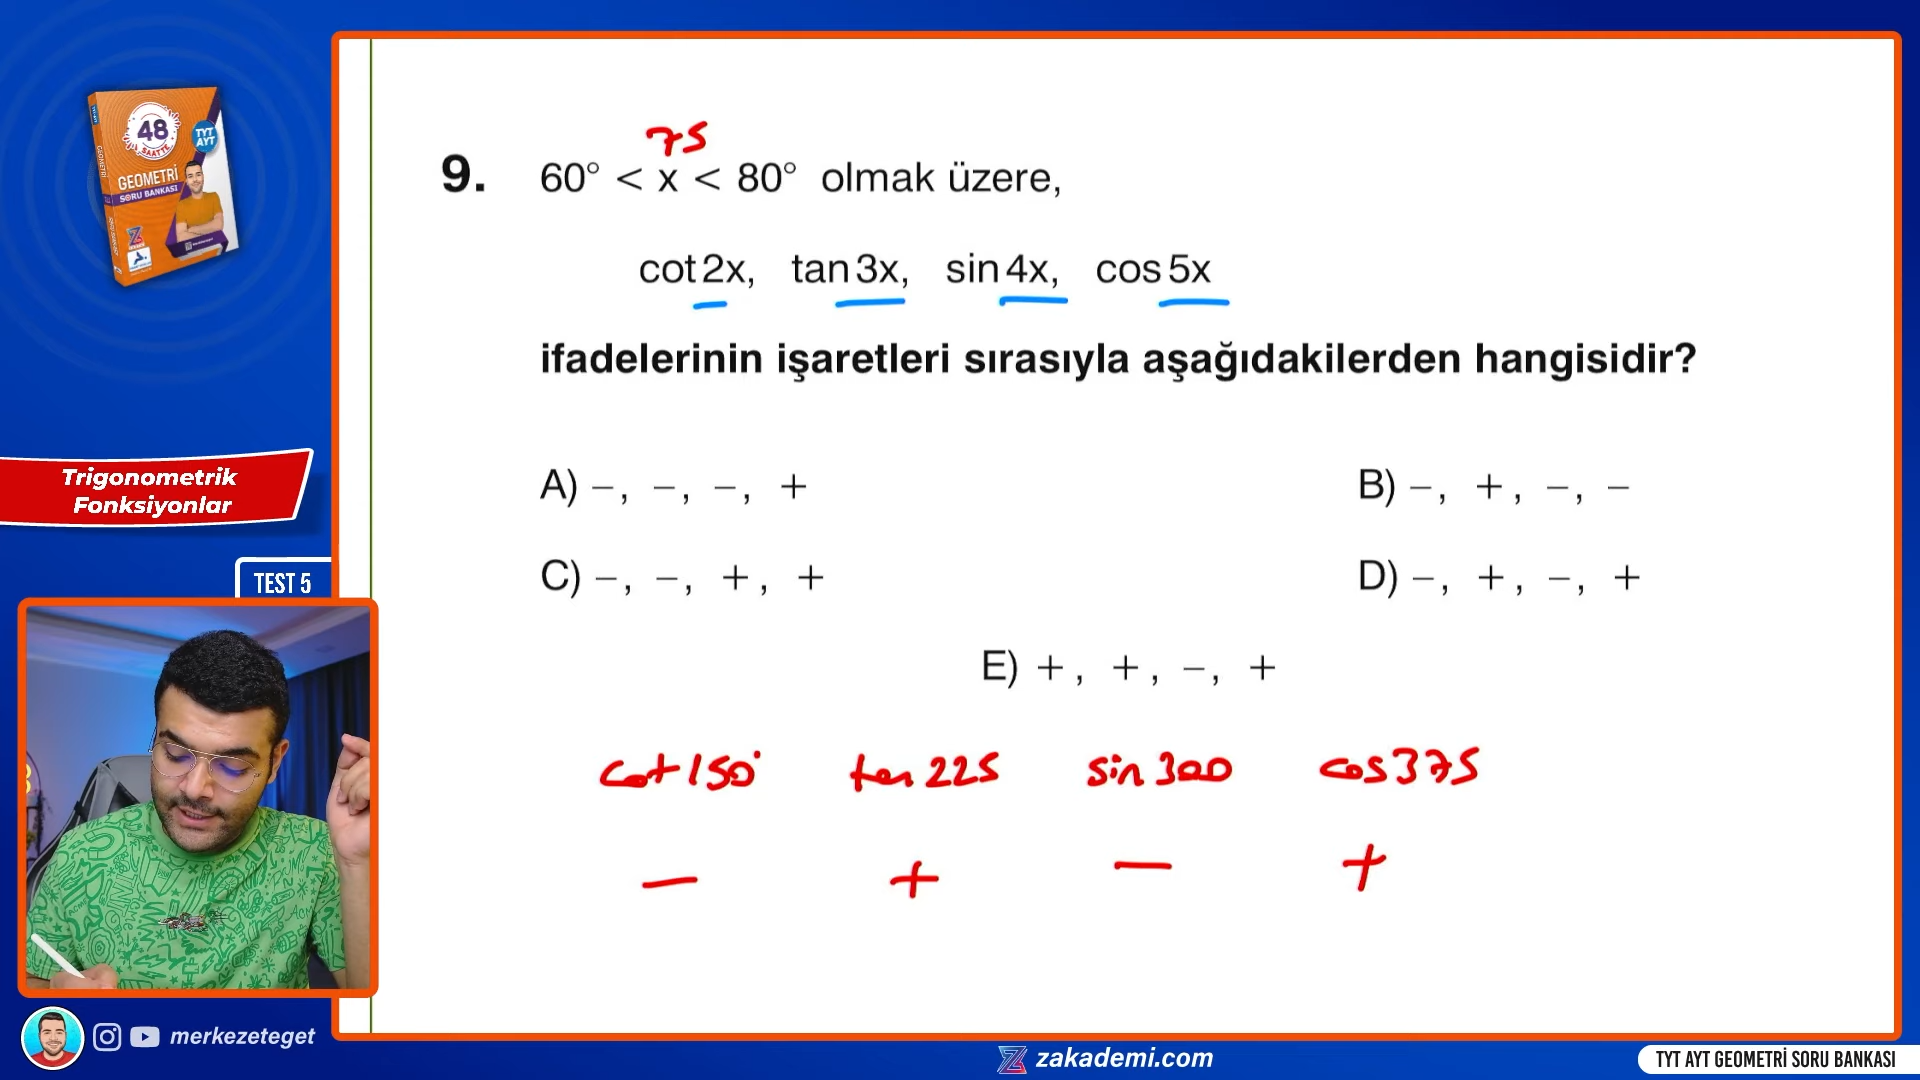 48
SAATTE
TYT
AYT
GEOMETRİ
SORU BANKASI
Trigonometrik
Fonksiyonlar
TEST 5
75
9. 60° < x < 80° olmak üzere,
cot 2x, tan 3x, sin 4x, cos 5x
ifadelerinin işaretleri sırasıyla aşağıdakilerden hangisidir?
A) −, −, −, +
B) −, +, −, −
C) −, −, +, +
D) −, +, −, +
E) +, +, −, +
cot 150° tan 225 sin 300 cos 375
− + − +
merkezeteget
zakademi.com
TYT AYT GEOMETRİ SORU BANKASI